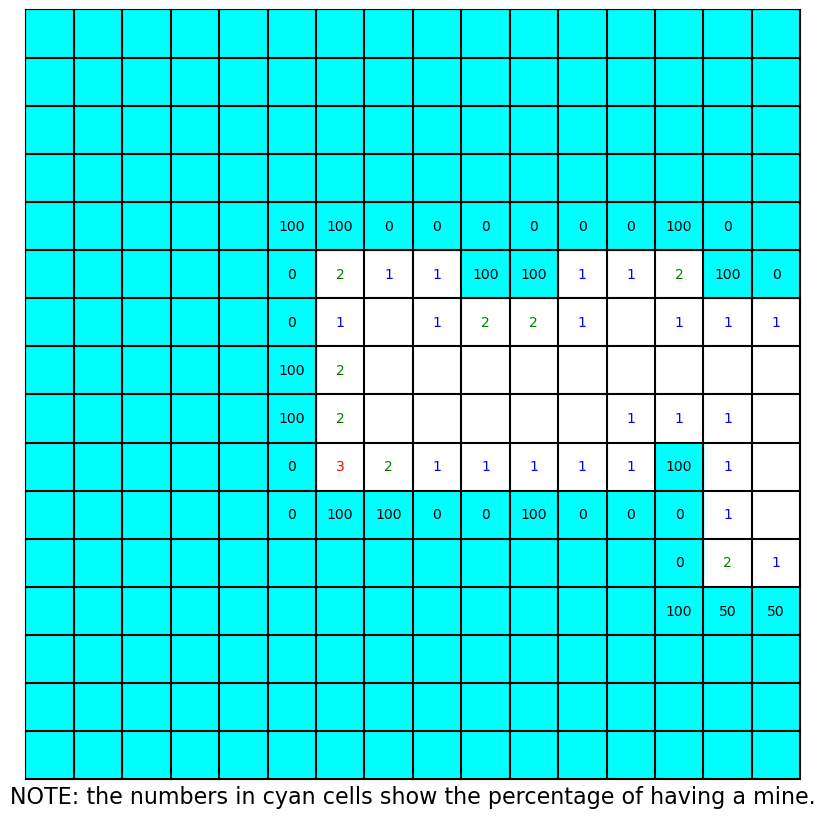 100 100 0 0 0 0 0 0 100 0
0 2 1 1 100 100 1 1 2 100 0
0 1 1 2 2 1 1 1 1
100 2
100 2 1 1 1
0 3 2 1 1 1 1 1 100 1
0 100 100 0 0 100 0 0 0 1
0 2 1
100 50 50
NOTE: the numbers in cyan cells show the percentage of having a mine.